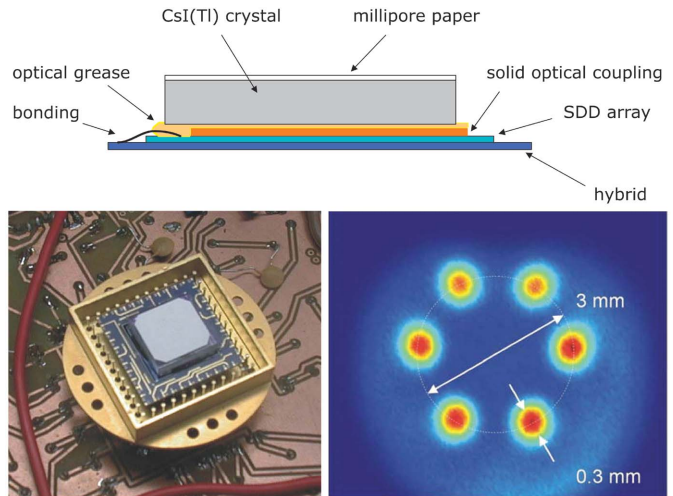 CsI(Tl) crystal
millipore paper
optical grease
solid optical coupling
bonding
SDD array
hybrid
3 mm
0.3 mm